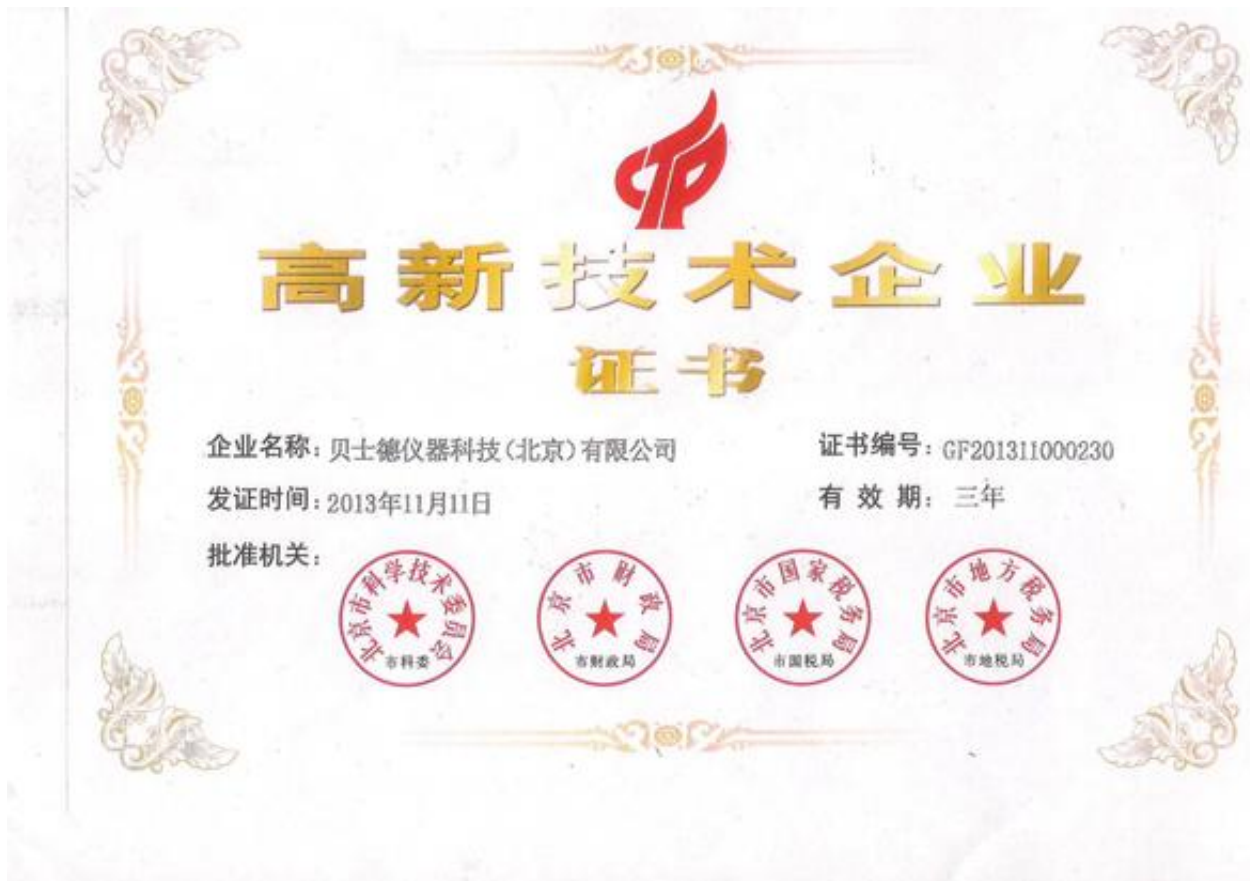 CTP
高新技术企业
证书
企业名称：贝士德仪器科技(北京)有限公司
证书编号：GF201311000230
发证时间：2013年11月11日
有效期：三年
批准机关：
北京市科学技术委员会
市科委
北京市财政局
市财政局
北京市国家税务局
市国税局
北京市地方税务局
市地税局